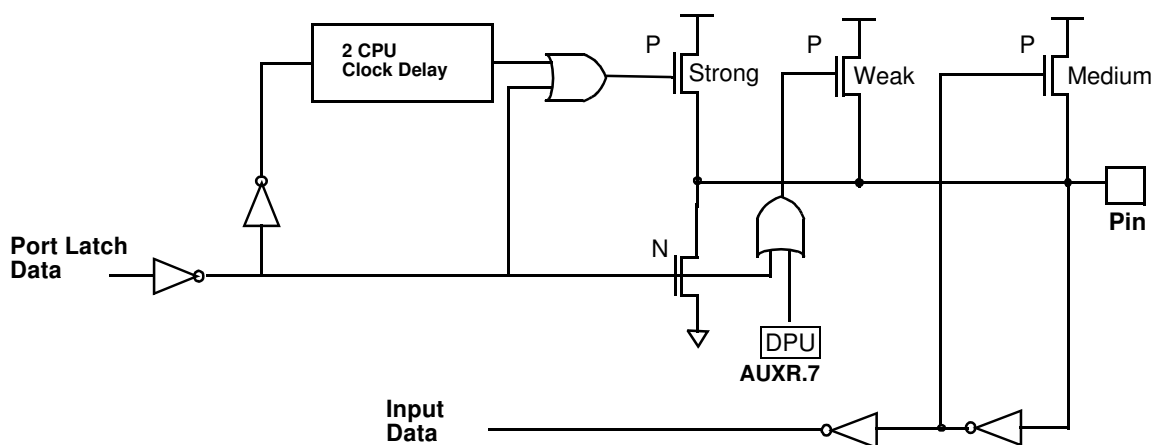 2 CPU
Clock Delay
P
Strong
P
Weak
P
Medium
Pin
Port Latch
Data
N
DPU
AUXR.7
Input
Data